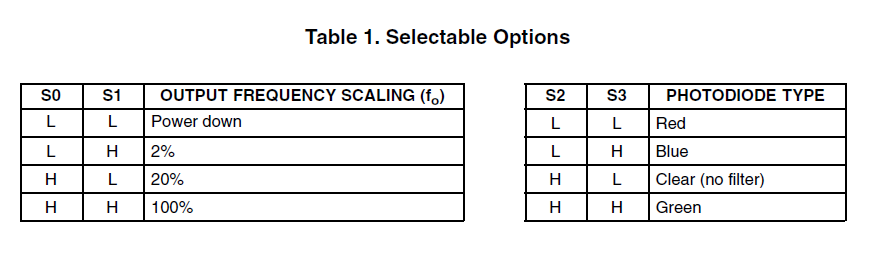 Table 1. Selectable Options
S0 S1 OUTPUT FREQUENCY SCALING (fo)
L L Power down
L H 2%
H L 20%
H H 100%
S2 S3 PHOTODIODE TYPE
L L Red
L H Blue
H L Clear (no filter)
H H Green